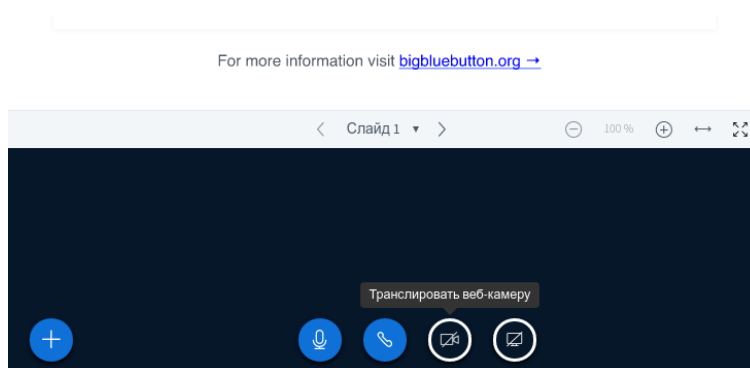 For more information visit bigbluebutton.org →
Слайд 1
100 %
Транслировать веб-камеру